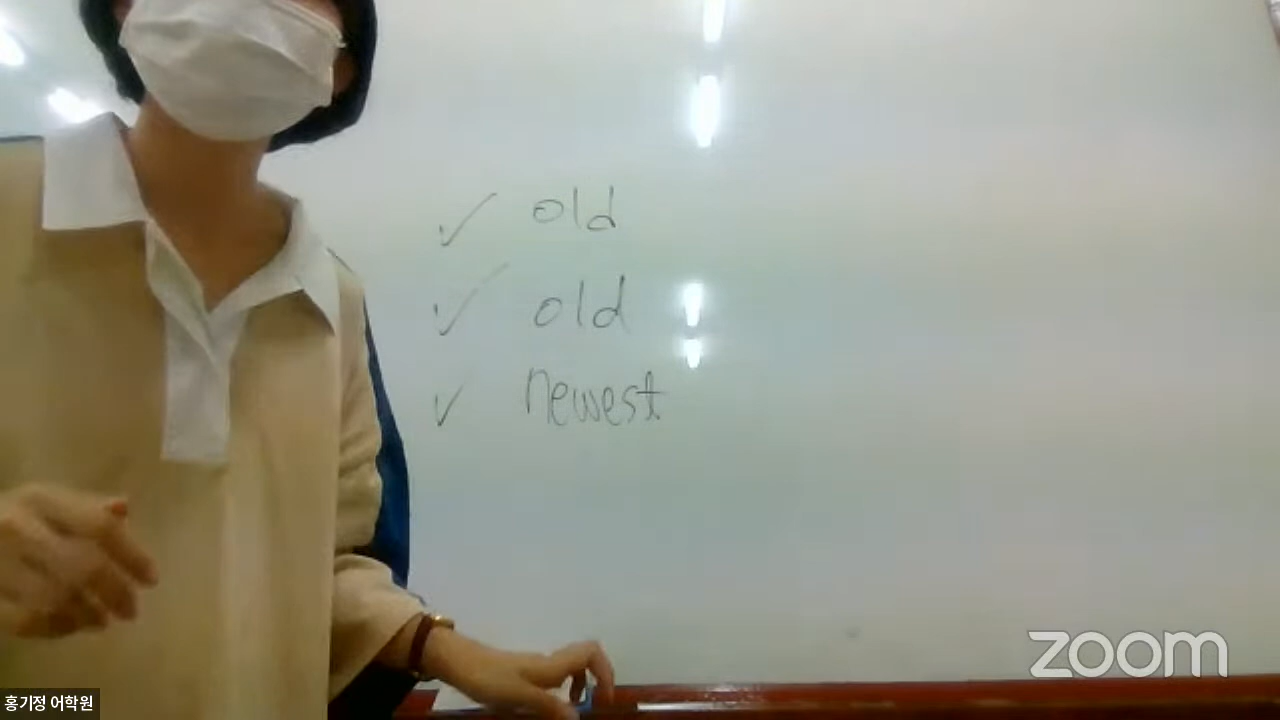 ✓ old
✓ old
✓ newest
zoom
홍기정 어학원